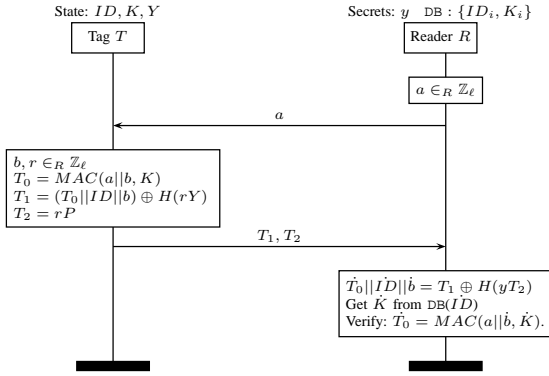 State: ID, K, Y
Secrets: y DB : {ID_i, K_i}
Tag T
Reader R
a ∈_R ℤ_ℓ
a
b, r ∈_R ℤ_ℓ
T_0 = MAC(a||b, K)
T_1 = (T_0||ID||b) ⊕ H(rY)
T_2 = rP
T_1, T_2
Ṫ_0||İD||ḃ = T_1 ⊕ H(yT_2)
Get K̇ from DB(İD)
Verify: Ṫ_0 = MAC(a||ḃ, K̇).